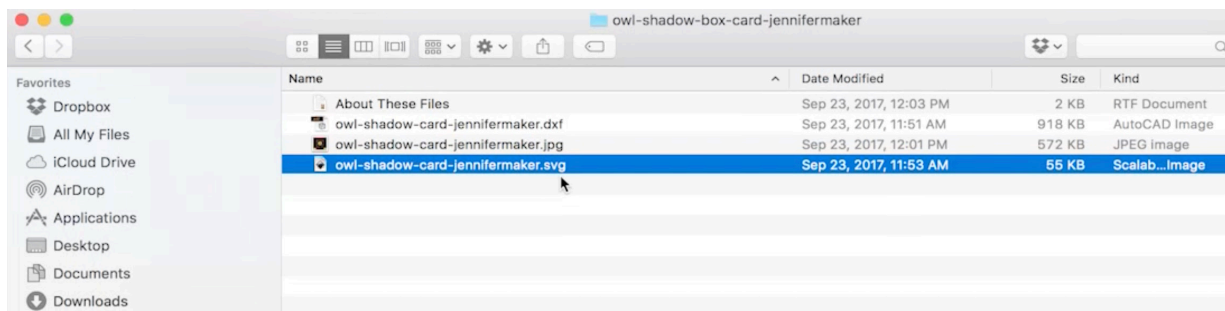 owl-shadow-box-card-jennifermaker
Favorites
Dropbox
All My Files
iCloud Drive
AirDrop
Applications
Desktop
Documents
Downloads
Name Date Modified Size Kind
About These Files Sep 23, 2017, 12:03 PM 2 KB RTF Document
owl-shadow-card-jennifermaker.dxf Sep 23, 2017, 11:51 AM 918 KB AutoCAD Image
owl-shadow-card-jennifermaker.jpg Sep 23, 2017, 12:01 PM 572 KB JPEG image
owl-shadow-card-jennifermaker.svg Sep 23, 2017, 11:53 AM 55 KB Scalab...Image